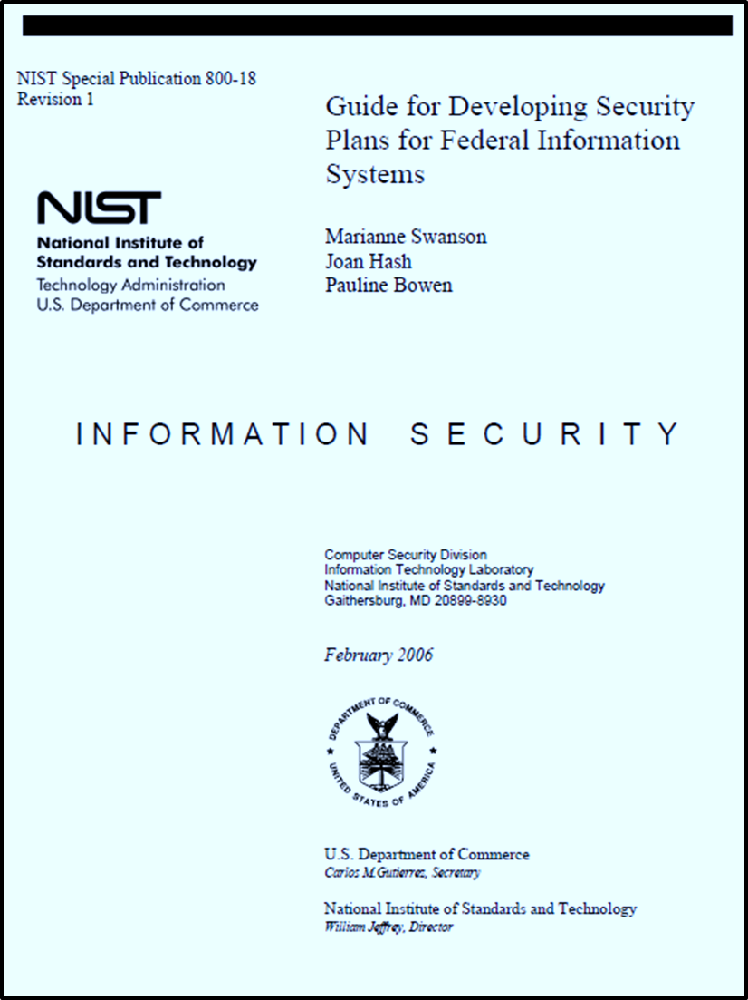 NIST Special Publication 800-18
Revision 1
Guide for Developing Security
Plans for Federal Information
Systems
NIST
National Institute of
Standards and Technology
Technology Administration
U.S. Department of Commerce
Marianne Swanson
Joan Hash
Pauline Bowen
INFORMATION SECURITY
Computer Security Division
Information Technology Laboratory
National Institute of Standards and Technology
Gaithersburg, MD 20899-8930
February 2006
DEPARTMENT OF COMMERCE
UNITED STATES OF AMERICA
U.S. Department of Commerce
Carlos M.Gutierrez, Secretary
National Institute of Standards and Technology
William Jeffrey, Director